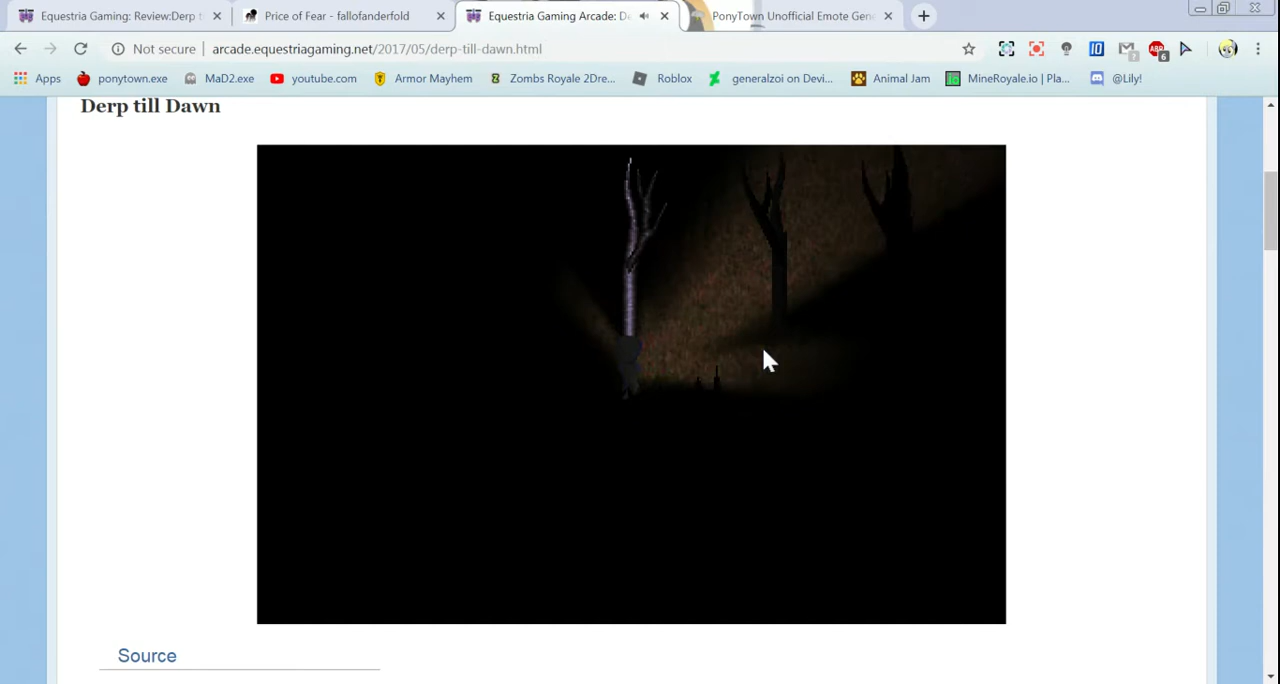 Equestria Gaming: Review:Derp t
Price of Fear - fallofanderfold
Equestria Gaming Arcade: De
PonyTown Unofficial Emote Gene
Not secure
arcade.equestriagaming.net/2017/05/derp-till-dawn.html
Apps
ponytown.exe
MaD2.exe
youtube.com
Armor Mayhem
Zombs Royale 2Dre...
Roblox
generalzoi on Devi...
Animal Jam
MineRoyale.io | Pla...
@Lily!
Derp till Dawn
Source